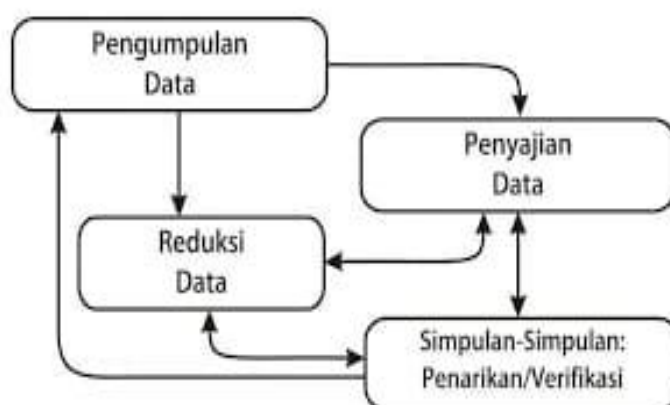 Pengumpulan
Data
Penyajian
Data
Reduksi
Data
Simpulan-Simpulan:
Penarikan/Verifikasi